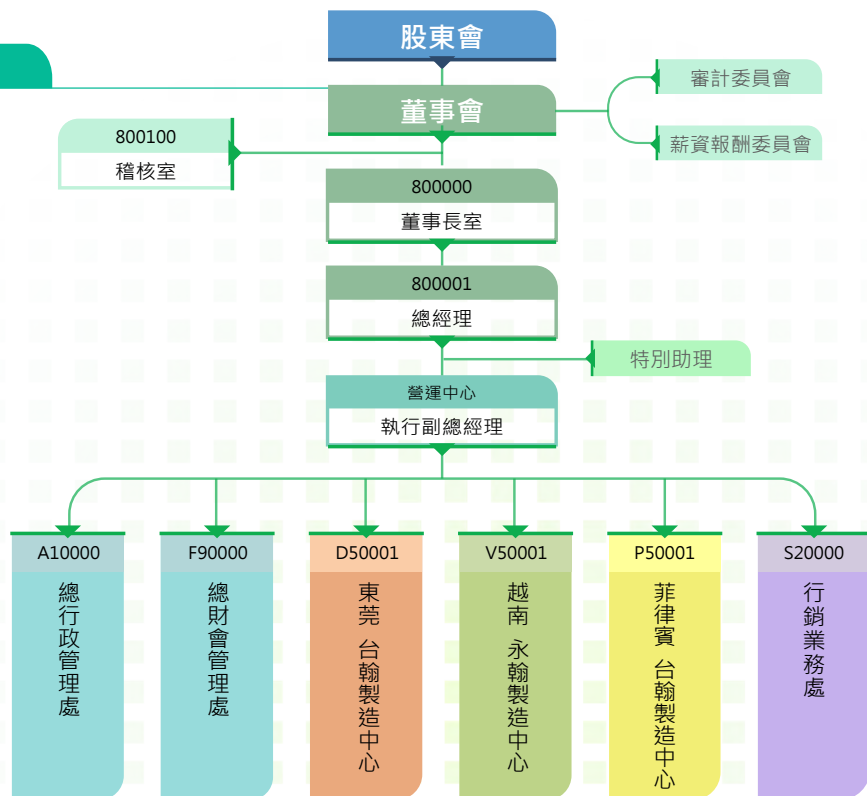 股東會
董事會
審計委員會
薪資報酬委員會
800100
稽核室
800000
董事長室
800001
總經理
特別助理
營運中心
執行副總經理
A10000
總行政管理處
F90000
總財會管理處
D50001
東莞 台翰製造中心
V50001
越南 永翰製造中心
P50001
菲律賓 台翰製造中心
S20000
行銷業務處